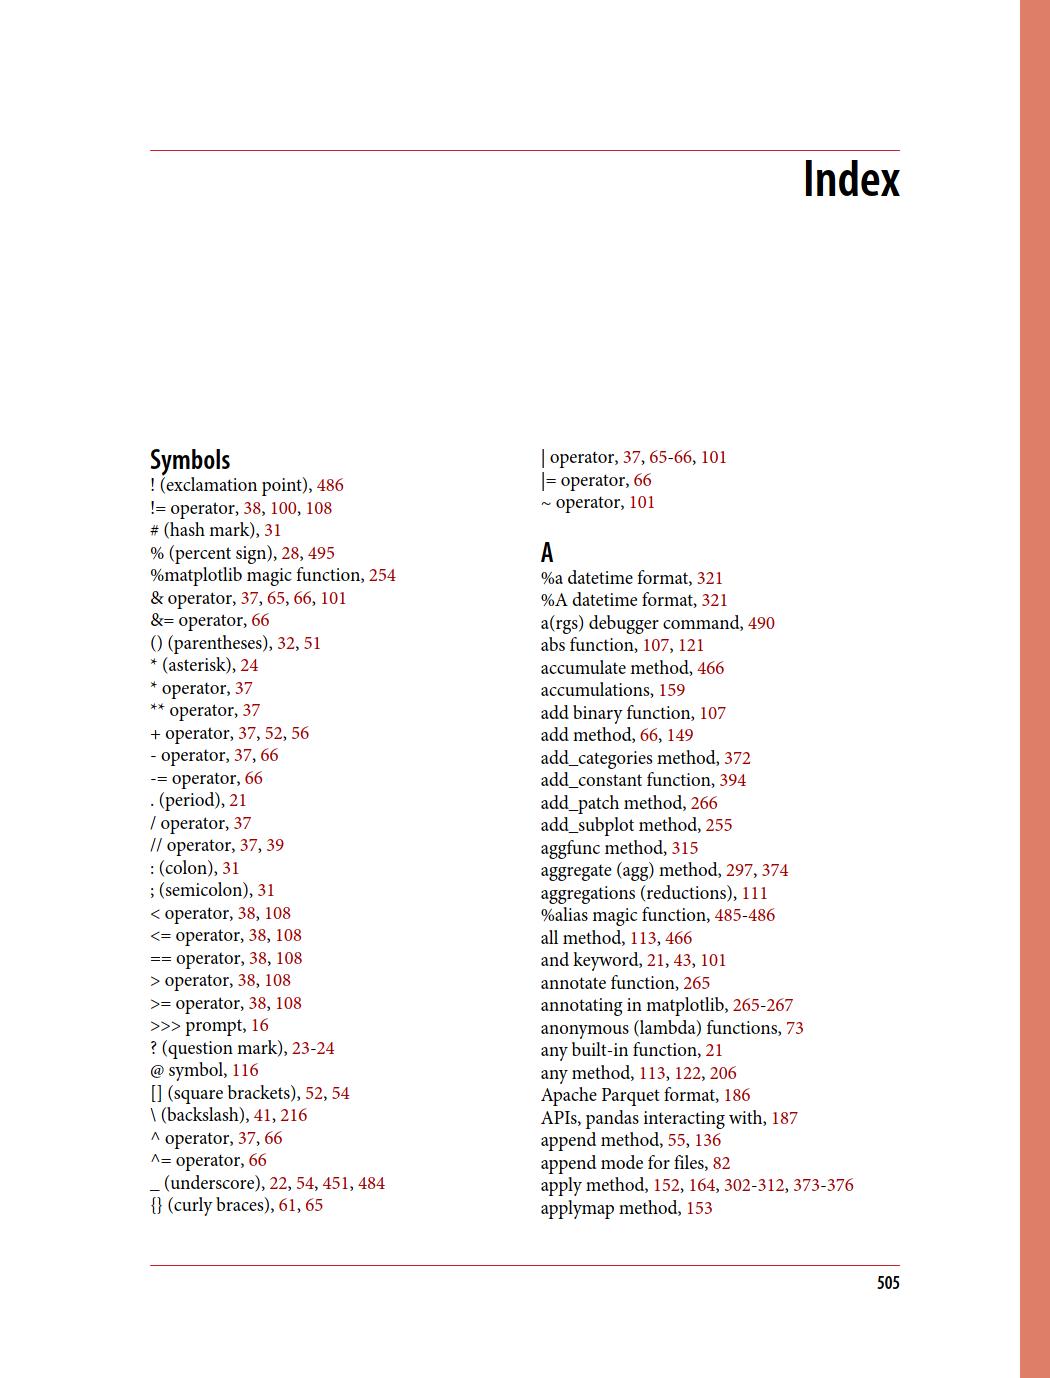 Index
Symbols
! (exclamation point), 486
!= operator, 38, 100, 108
# (hash mark), 31
% (percent sign), 28, 495
%matplotlib magic function, 254
& operator, 37, 65, 66, 101
&= operator, 66
() (parentheses), 32, 51
* (asterisk), 24
* operator, 37
** operator, 37
+ operator, 37, 52, 56
- operator, 37, 66
-= operator, 66
. (period), 21
/ operator, 37
// operator, 37, 39
: (colon), 31
; (semicolon), 31
< operator, 38, 108
<= operator, 38, 108
== operator, 38, 108
> operator, 38, 108
>= operator, 38, 108
>>> prompt, 16
? (question mark), 23-24
@ symbol, 116
[] (square brackets), 52, 54
\ (backslash), 41, 216
^ operator, 37, 66
^= operator, 66
_ (underscore), 22, 54, 451, 484
{} (curly braces), 61, 65
| operator, 37, 65-66, 101
|= operator, 66
~ operator, 101
A
%a datetime format, 321
%A datetime format, 321
a(rgs) debugger command, 490
abs function, 107, 121
accumulate method, 466
accumulations, 159
add binary function, 107
add method, 66, 149
add_categories method, 372
add_constant function, 394
add_patch method, 266
add_subplot method, 255
aggfunc method, 315
aggregate (agg) method, 297, 374
aggregations (reductions), 111
%alias magic function, 485-486
all method, 113, 466
and keyword, 21, 43, 101
annotate function, 265
annotating in matplotlib, 265-267
anonymous (lambda) functions, 73
any built-in function, 21
any method, 113, 122, 206
Apache Parquet format, 186
APIs, pandas interacting with, 187
append method, 55, 136
append mode for files, 82
apply method, 152, 164, 302-312, 373-376
applymap method, 153
505